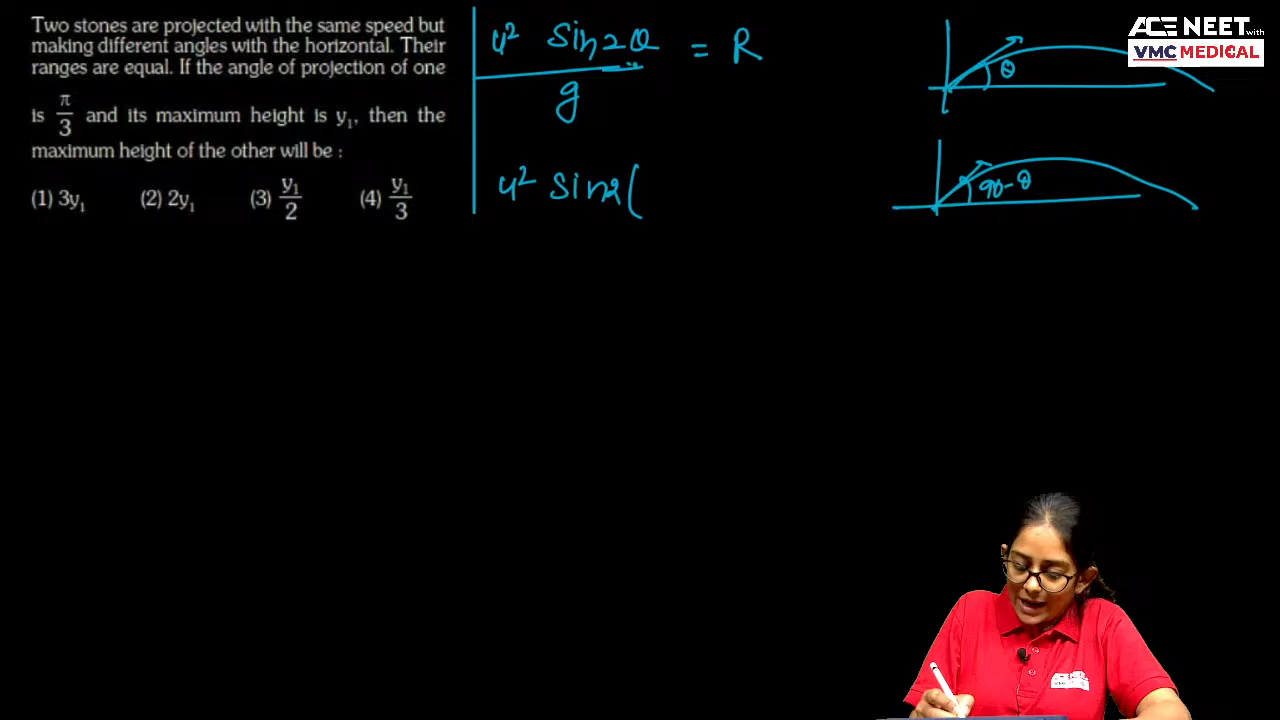 Two stones are projected with the same speed but
making different angles with the horizontal. Their
ranges are equal. If the angle of projection of one
is π/3 and its maximum height is y₁, then the
maximum height of the other will be :
(1) 3y₁ (2) 2y₁ (3) y₁/2 (4) y₁/3
u² sin2θ / g = R
u² sin2(
θ
90-θ
ACE NEET with
VMC MEDICAL
ACE NEET